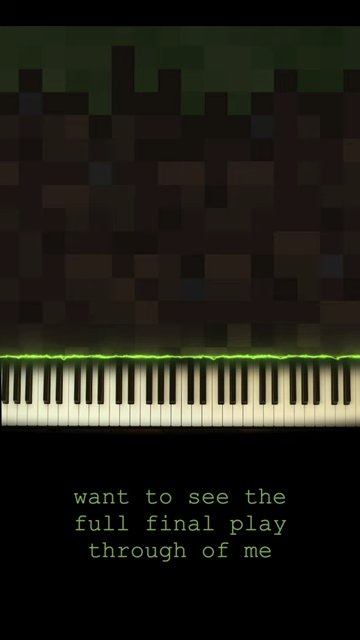 want to see the
full final play
through of me